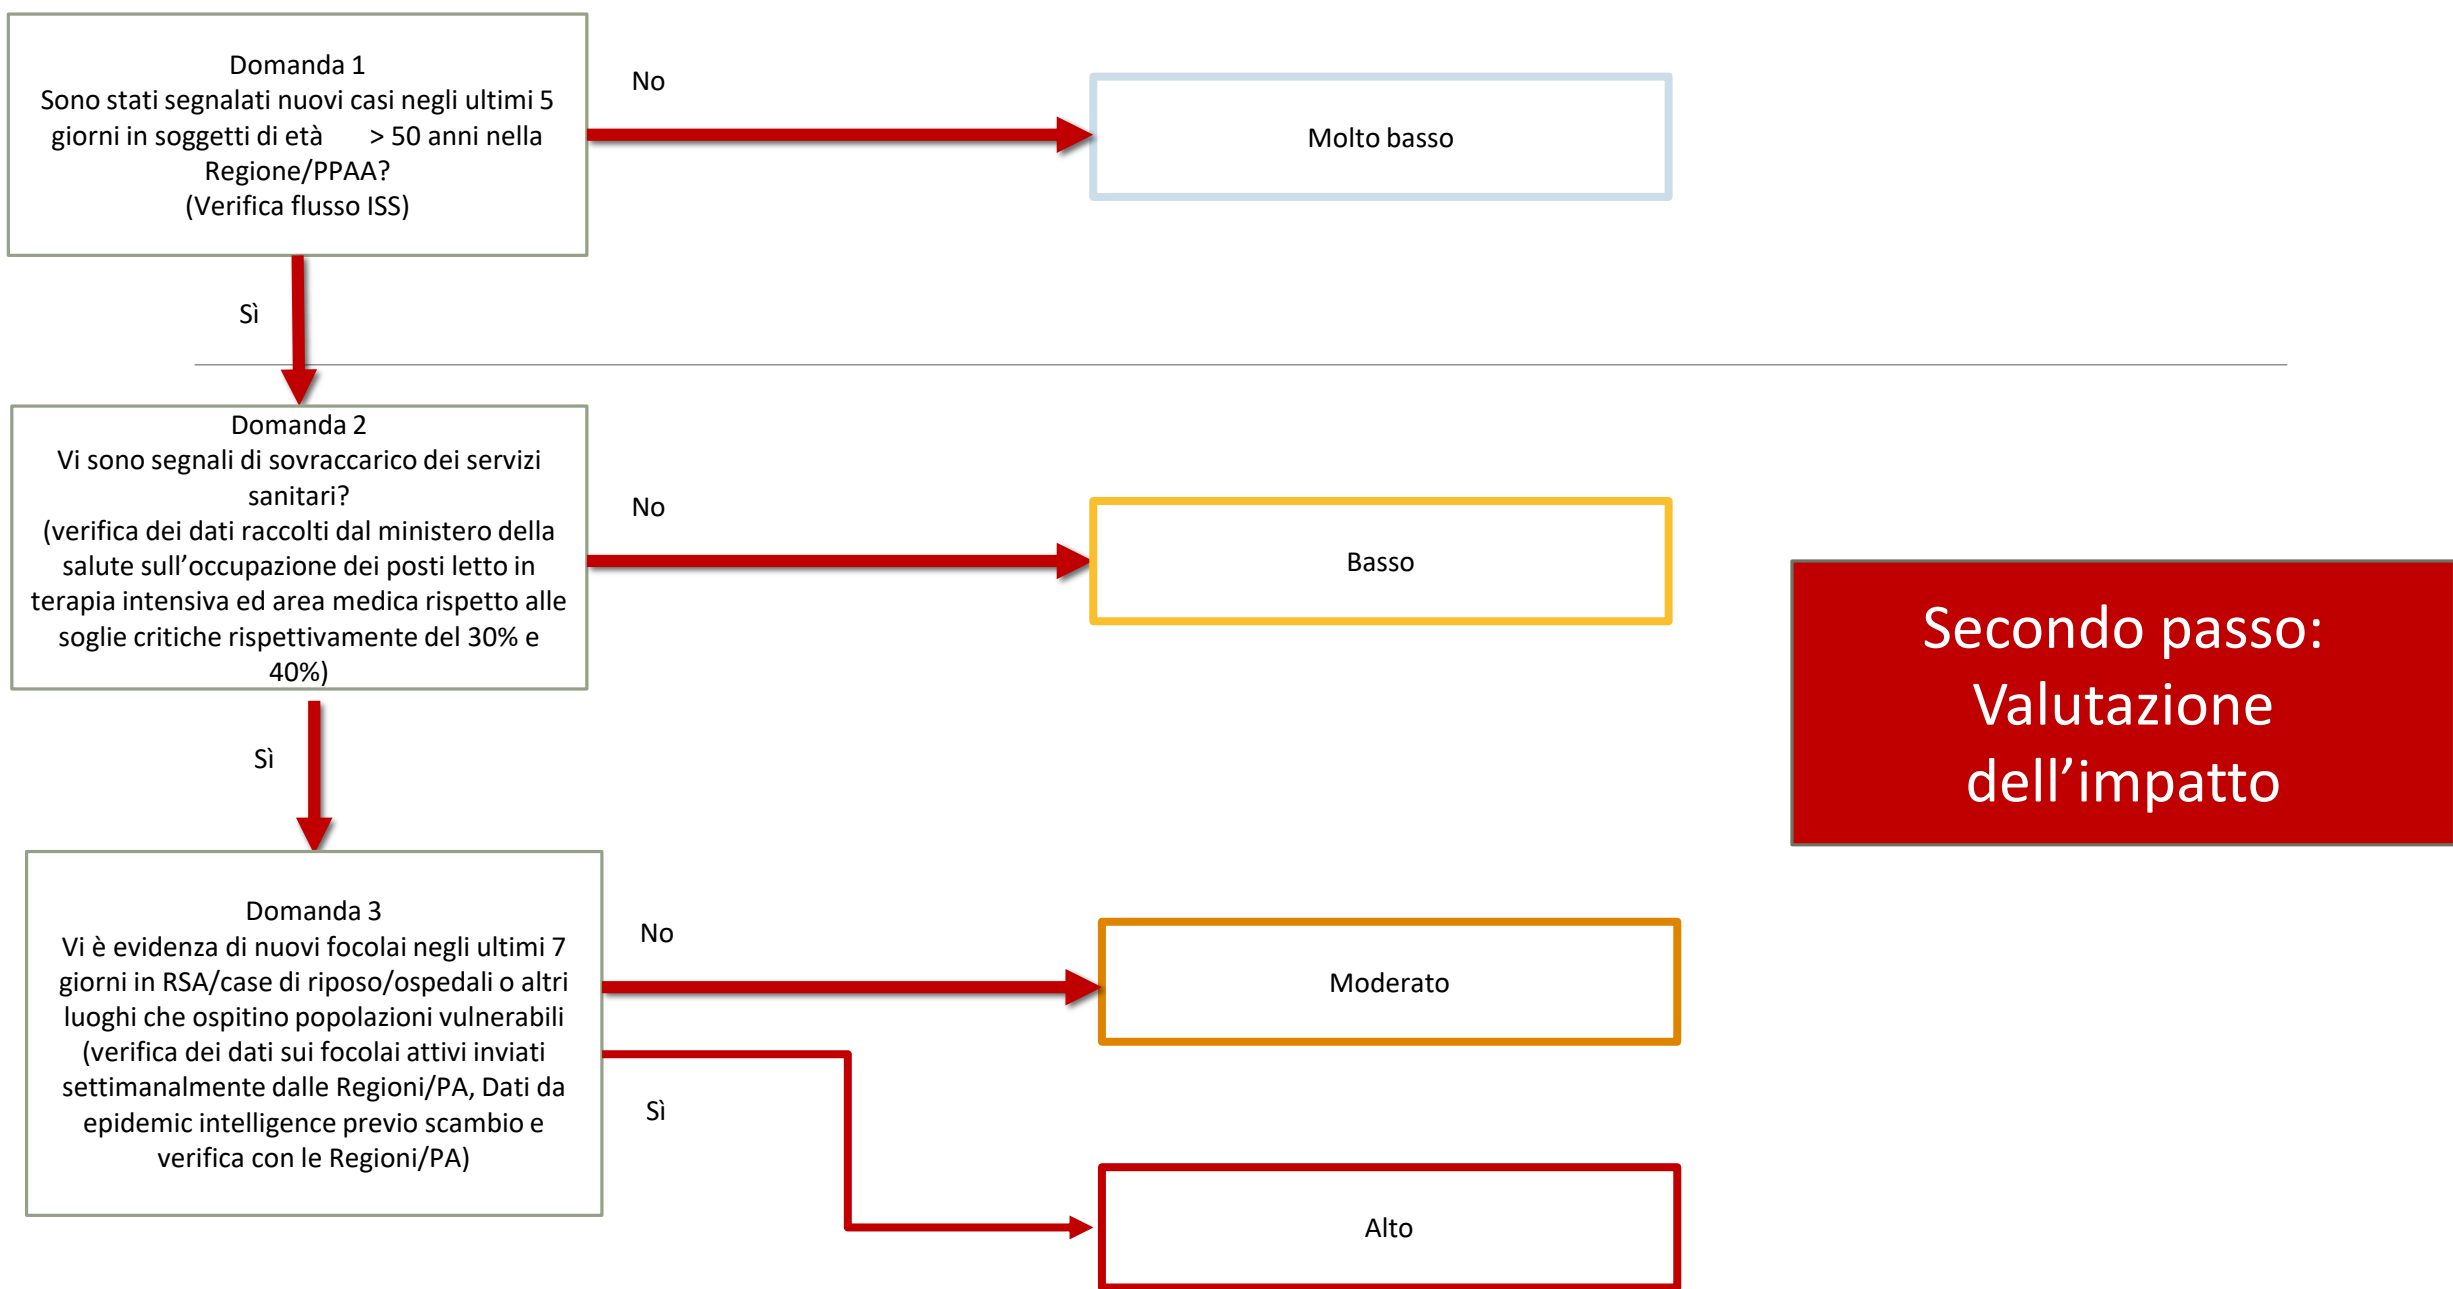 Domanda 1
Sono stati segnalati nuovi casi negli ultimi 5
giorni in soggetti di età > 50 anni nella
Regione/PPAA?
(Verifica flusso ISS)
No
Molto basso
Sì
Domanda 2
Vi sono segnali di sovraccarico dei servizi
sanitari?
(verifica dei dati raccolti dal ministero della
salute sull’occupazione dei posti letto in
terapia intensiva ed area medica rispetto alle
soglie critiche rispettivamente del 30% e
40%)
No
Basso
Secondo passo:
Valutazione
dell’impatto
Sì
Domanda 3
Vi è evidenza di nuovi focolai negli ultimi 7
giorni in RSA/case di riposo/ospedali o altri
luoghi che ospitino popolazioni vulnerabili
(verifica dei dati sui focolai attivi inviati
settimanalmente dalle Regioni/PA, Dati da
epidemic intelligence previo scambio e
verifica con le Regioni/PA)
No
Moderato
Sì
Alto